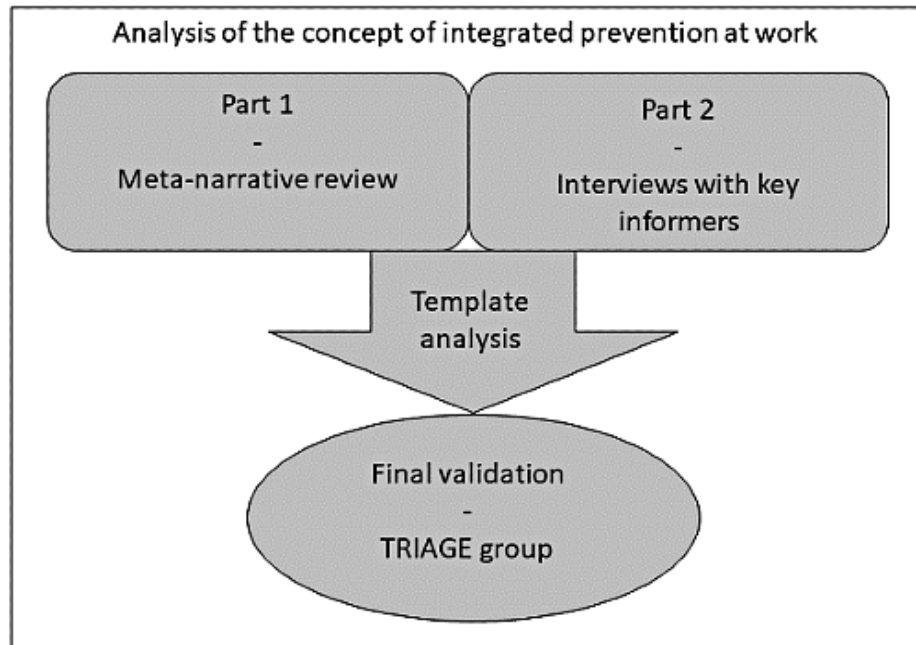 Analysis of the concept of integrated prevention at work
Part 1
-
Meta-narrative review
Part 2
-
Interviews with key
informers
Template
analysis
Final validation
-
TRIAGE group